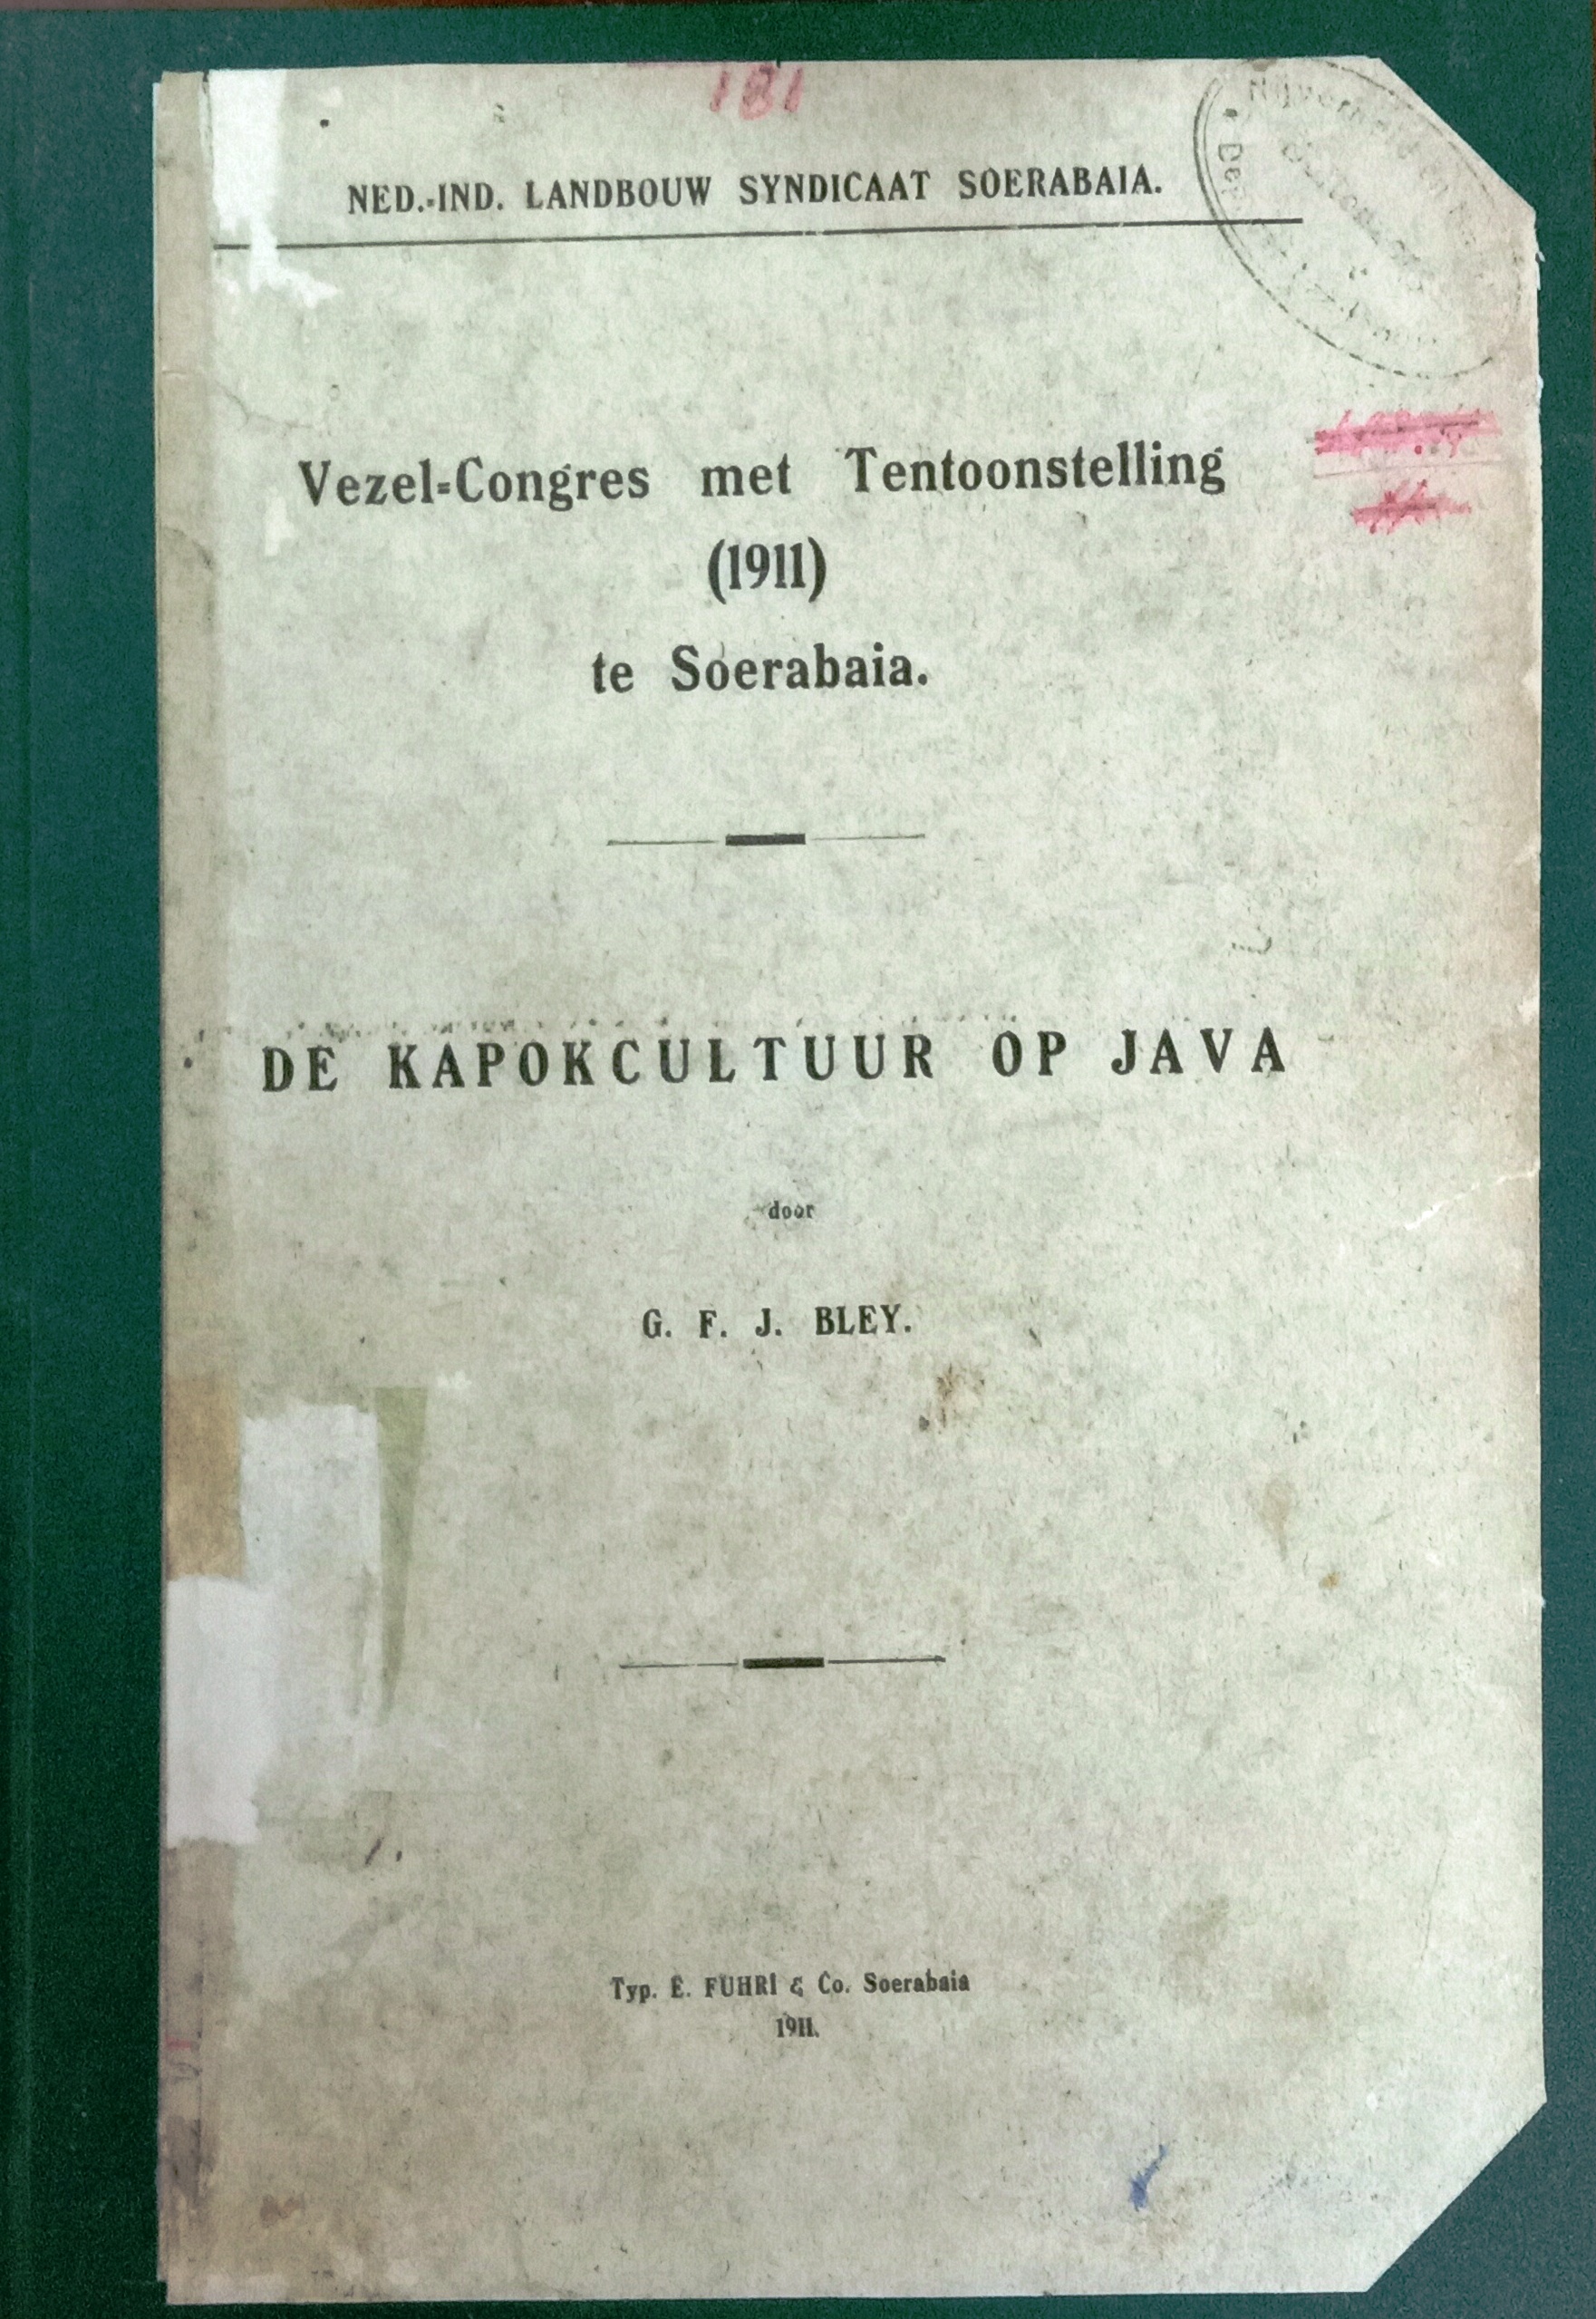 181
NED.-IND. LANDBOUW SYNDICAAT SOERABAIA.
Vezel-Congres met Tentoonstelling
(1911)
te Soerabaia.
DE KAPOKCULTUUR OP JAVA
door
G. F. J. BLEY.
Typ. E. FUHRI & Co. Soerabaia
1911.